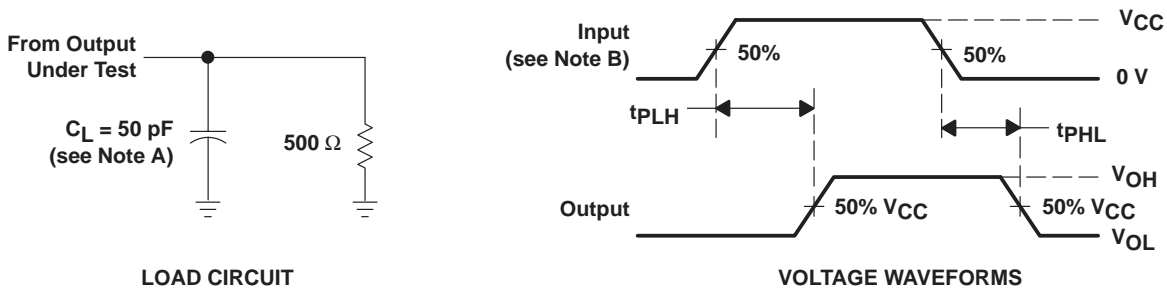 From Output
Under Test
CL = 50 pF
(see Note A)
500 Ω
LOAD CIRCUIT
Input
(see Note B)
50%
50%
VCC
0 V
tPLH
tPHL
Output
50% VCC
50% VCC
VOH
VOL
VOLTAGE WAVEFORMS